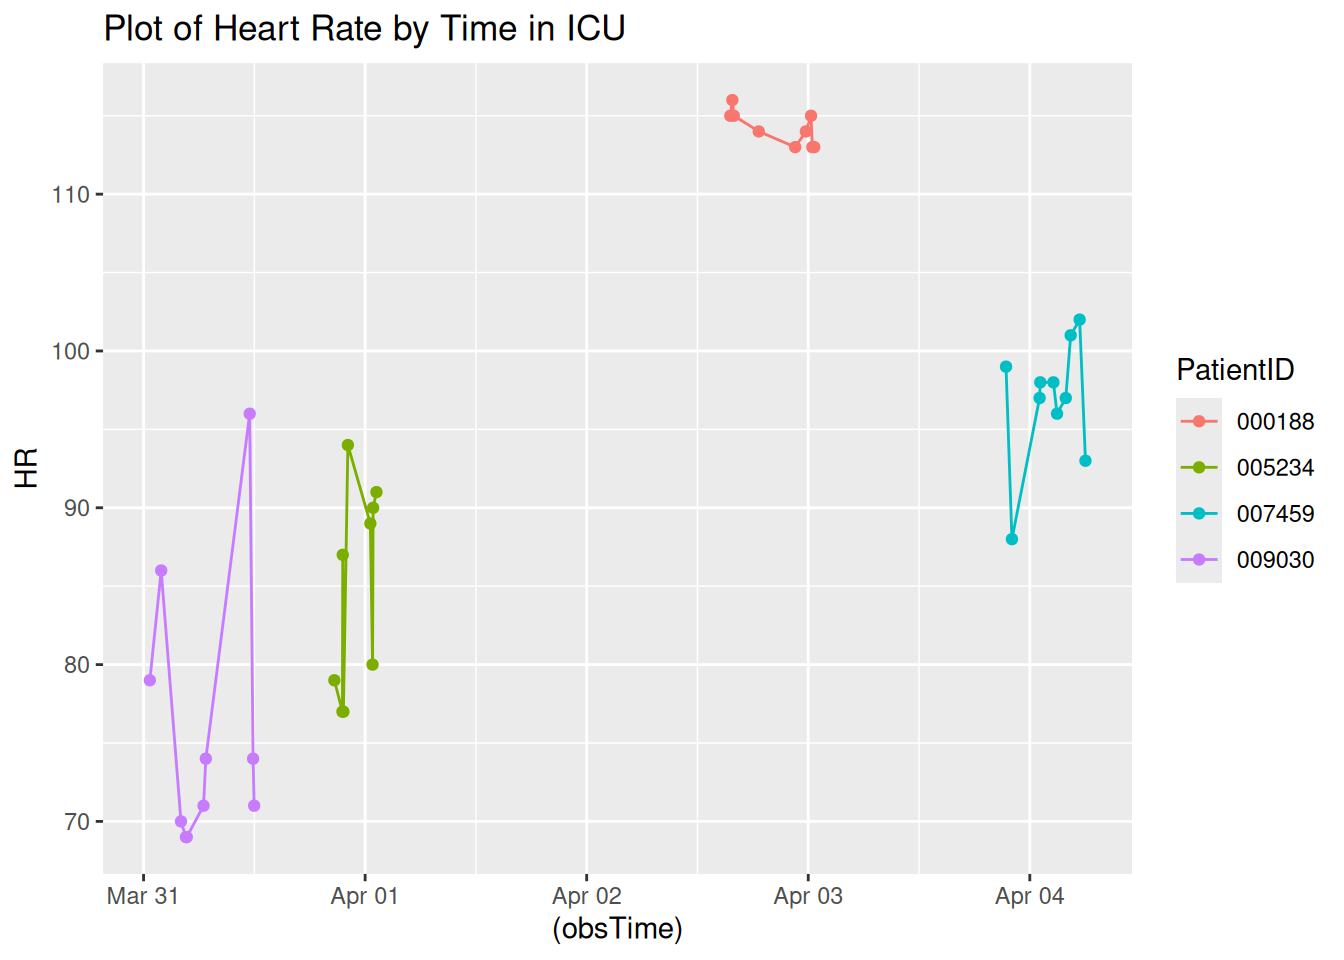 Plot of Heart Rate by Time in ICU
110
100
90
80
70
HR
Mar 31
Apr 01
Apr 02
Apr 03
Apr 04
(obsTime)
PatientID
000188
005234
007459
009030